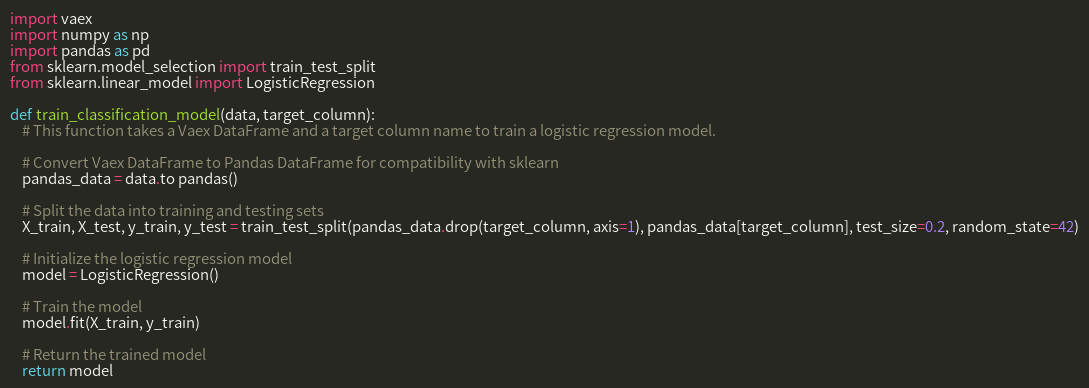 import vaex
import numpy as np
import pandas as pd
from sklearn.model_selection import train_test_split
from sklearn.linear_model import LogisticRegression

def train_classification_model(data, target_column):
    # This function takes a Vaex DataFrame and a target column name to train a logistic regression model.

    # Convert Vaex DataFrame to Pandas DataFrame for compatibility with sklearn
    pandas_data = data.to pandas()

    # Split the data into training and testing sets
    X_train, X_test, y_train, y_test = train_test_split(pandas_data.drop(target_column, axis=1), pandas_data[target_column], test_size=0.2, random_state=42)

    # Initialize the logistic regression model
    model = LogisticRegression()

    # Train the model
    model.fit(X_train, y_train)

    # Return the trained model
    return model